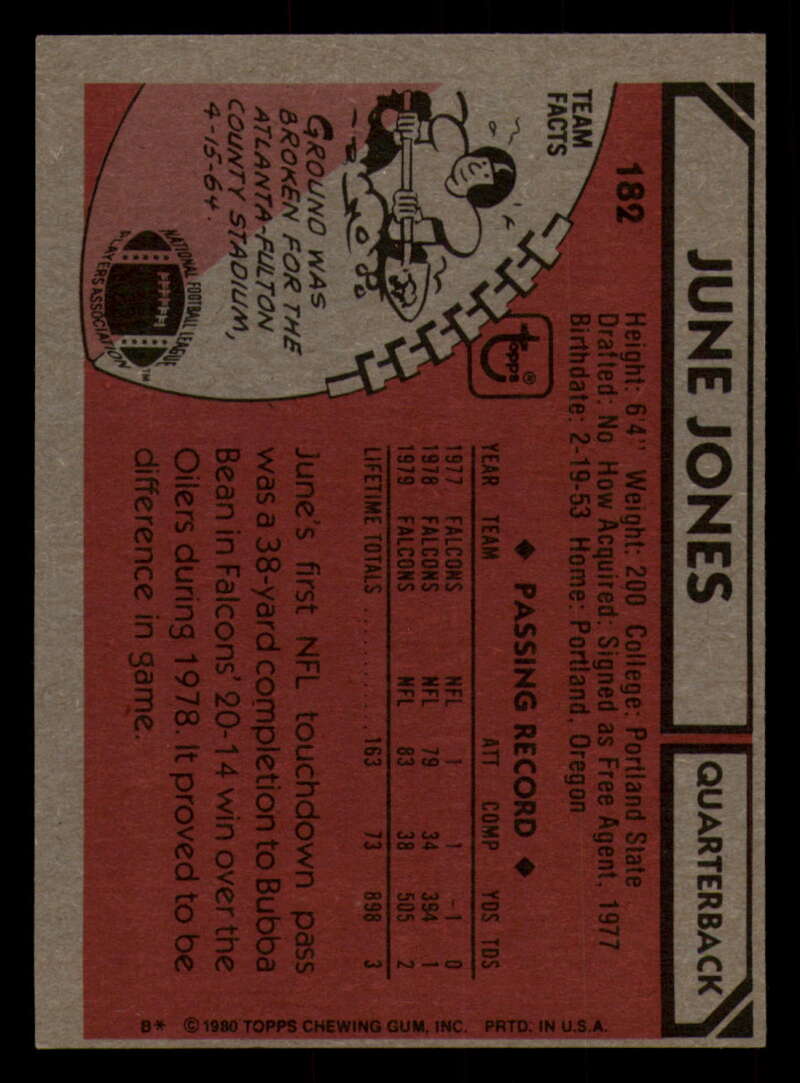 JUNE JONES
QUARTERBACK
182
Height: 6'4" Weight: 200 College: Portland State
Drafted: No How Acquired: Signed as Free Agent, 1977
Birthdate: 2-19-53 Home: Portland, Oregon
TEAM
FACTS
GROUND WAS
BROKEN FOR THE
ATLANTA-FULTON
COUNTY STADIUM,
4-15-64.
NATIONAL FOOTBALL LEAGUE
PLAYERS ASSOCIATION
TM
Topps ®
◆ PASSING RECORD ◆
YEAR TEAM ATT COMP YDS TDS
1977 FALCONS NFL 1 1 -1 0
1978 FALCONS NFL 79 34 394 1
1979 FALCONS NFL 83 38 505 2
LIFETIME TOTALS ............ 163 73 898 3
June's first NFL touchdown pass
was a 38-yard completion to Bubba
Bean in Falcons' 20-14 win over the
Oilers during 1978. It proved to be
difference in game.
B* © 1980 TOPPS CHEWING GUM, INC. PRTD. IN U.S.A.